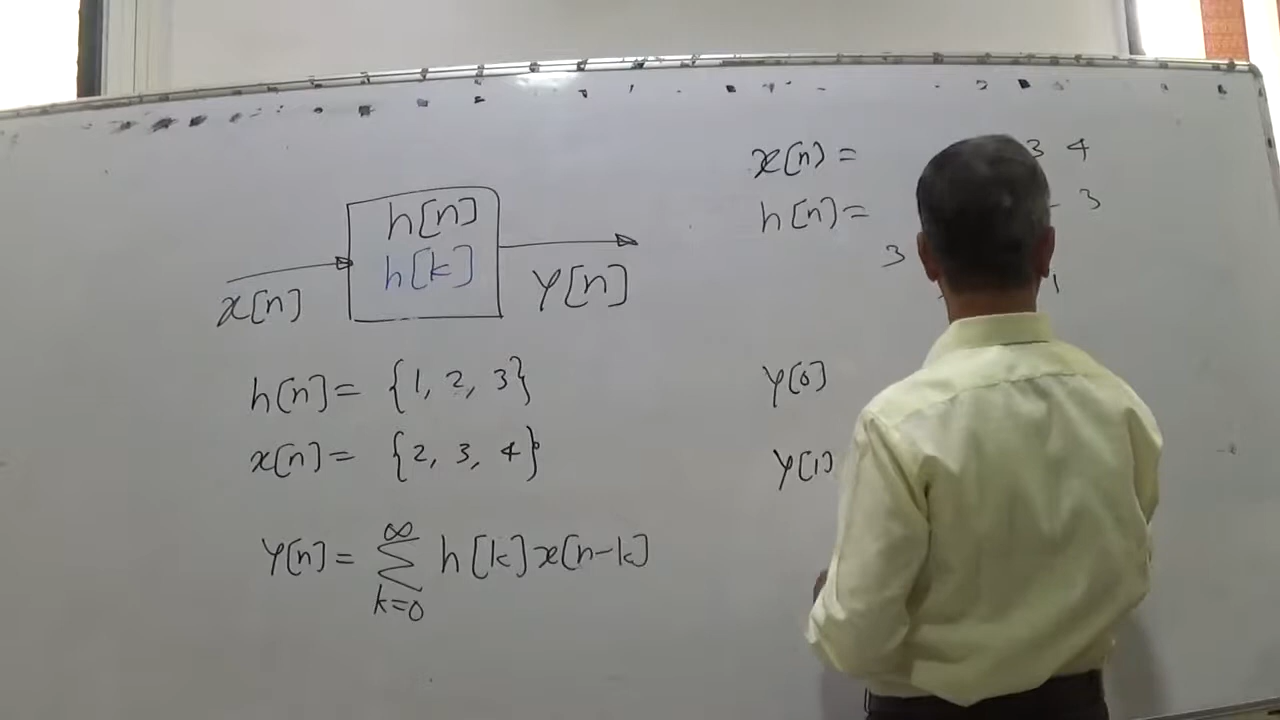 h[n]
h[k]
x[n]
y[n]
h[n] = {1, 2, 3}
x[n] = {2, 3, 4}
y[n] = ∞ ∑ k=0 h[k] x[n-k]
x[n] = 3 4
h[n] = 3
3
1
y[0]
y[1]